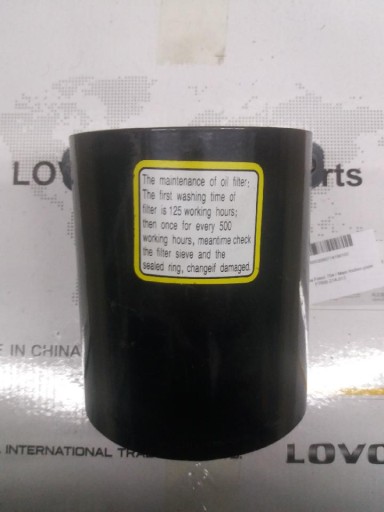 The maintenance of oil filter:
The first washing time of
filter is 125 working hours;
then once for every 500
working hours, meantime check
the filter sieve and the
sealed ring, changeif damaged
LOV
rts
E IN CHINA
INTERNATIONAL TRA
LOVO